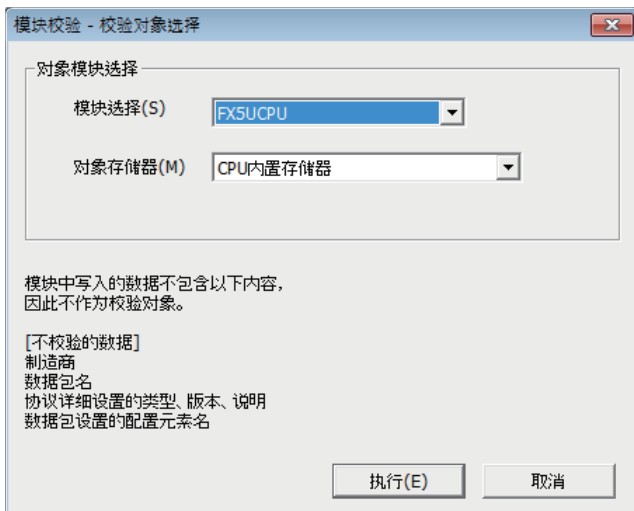 模块校验 - 校验对象选择
对象模块选择
模块选择(S)
FX5UCPU
对象存储器(M)
CPU内置存储器
模块中写入的数据不包含以下内容，
因此不作为校验对象。
[不校验的数据]
制造商
数据包名
协议详细设置的类型、版本、说明
数据包设置的配置元素名
执行(E)
取消